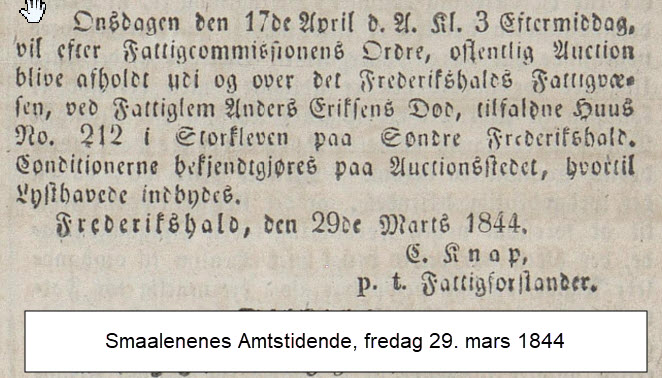 Onsdagen den 17de April d. A. Kl. 3 Eftermiddag,
vil efter Fattigcommissionens Ordre, offentlig Auction
blive afholdt udi og over det Frederikshalds Fattigvæ-
sen, ved Fattiglem Anders Eriksens Død, tilfaldne Huus
No. 212 i Storkleven paa Søndre Frederikshald.
Conditionerne bekjendtgjøres paa Auctionsstedet, hvortil
Lysthavede indbydes.
Frederikshald, den 29de Marts 1844.
C. Knap,
p. t. Fattigforstander.
Smaalenenes Amtstidende, fredag 29. mars 1844